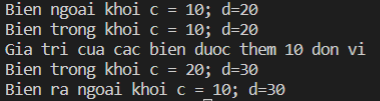 Bien ngoai khoi c = 10; d=20
Bien trong khoi c = 10; d=20
Gia tri cua cac bien duoc them 10 don vi
Bien trong khoi c = 20; d=30
Bien ra ngoai khoi c = 10; d=30